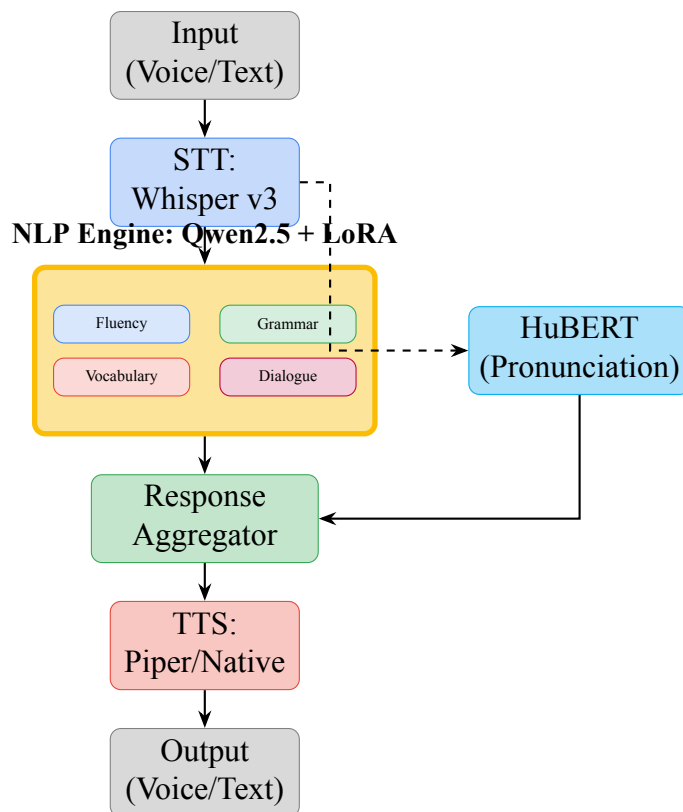 Input
(Voice/Text)
STT:
Whisper v3
NLP Engine: Qwen2.5 + LoRA
Fluency
Grammar
Vocabulary
Dialogue
HuBERT
(Pronunciation)
Response
Aggregator
TTS:
Piper/Native
Output
(Voice/Text)